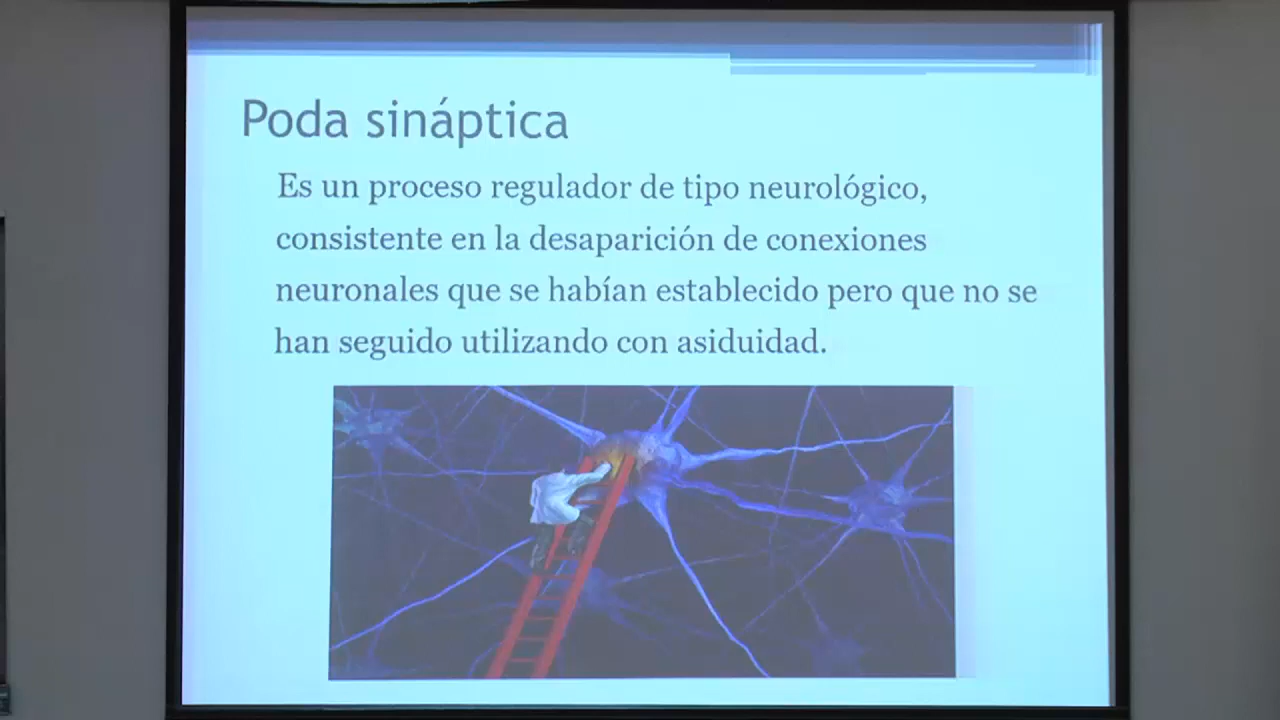 Poda sináptica
Es un proceso regulador de tipo neurológico,
consistente en la desaparición de conexiones
neuronales que se habían establecido pero que no se
han seguido utilizando con asiduidad.